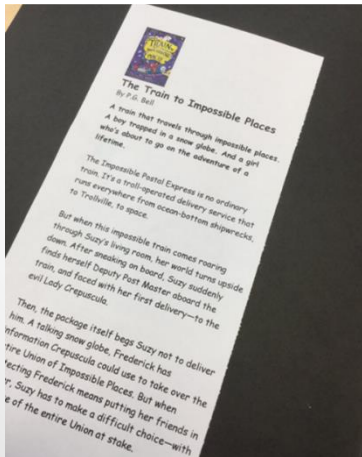 TRAIN
The Train to Impossible Places
By P.G. Bell
A train that travels through impossible places.
A boy trapped in a snow globe. And a girl
who's about to go on the adventure of a
lifetime.
The Impossible Postal Express is no ordinary
train. It's a troll-operated delivery service that
runs everywhere from ocean-bottom shipwrecks,
to Trollville, to space.
But when this impossible train comes roaring
through Suzy's living room, her world turns upside
down. After sneaking on board, Suzy suddenly
finds herself Deputy Post Master aboard the
train, and faced with her first delivery—to the
evil Lady Crepuscula.
Then, the package itself begs Suzy not to deliver
him. A talking snow globe, Frederick has
information Crepuscula could use to take over the
tire Union of Impossible Places. But when
tecting Frederick means putting her friends in
r, Suzy has to make a difficult choice—with
e of the entire Union at stake.